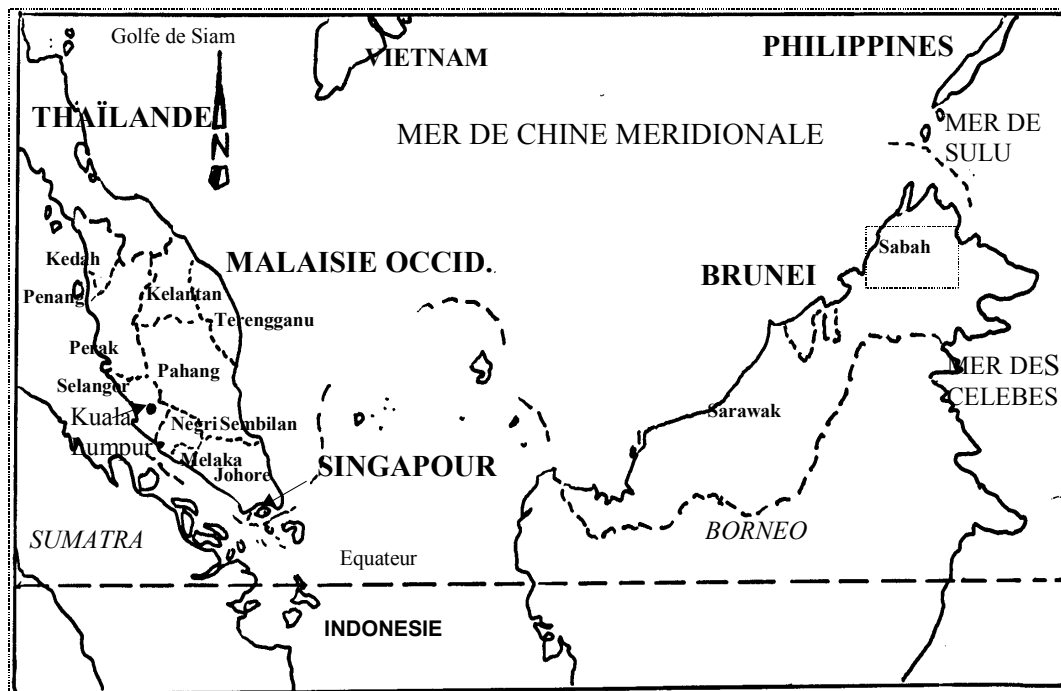 Golfe de Siam
VIETNAM
PHILIPPINES
THAÏLANDE
N
MER DE CHINE MERIDIONALE
MER DE
SULU
Kedah
MALAISIE OCCID.
Sabah
BRUNEI
Penang
Kelantan
Terengganu
Perak
Pahang
Selangor
MER DES
CELEBES
Kuala
Lumpur
Negri Sembilan
Sarawak
Melaka
Johore
SINGAPOUR
SUMATRA
BORNEO
Equateur
INDONESIE